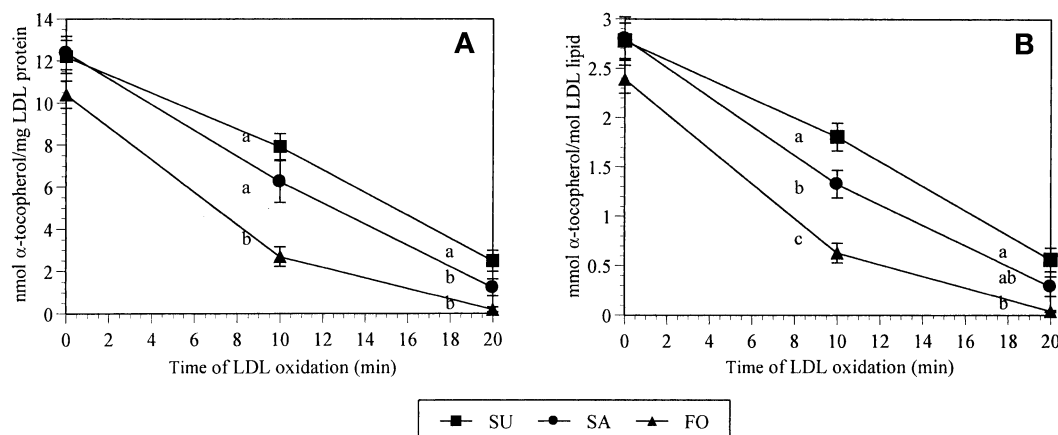 A
nmol α-tocopherol/mg LDL protein
14
12
10
8
6
4
2
0
a
a
b
a
b
b
0 2 4 6 8 10 12 14 16 18 20
Time of LDL oxidation (min)
B
mmol α-tocopherol/mol LDL lipid
3
2.5
2
1.5
1
0.5
0
a
b
c
a
ab
b
0 2 4 6 8 10 12 14 16 18 20
Time of LDL oxidation (min)
SU SA FO